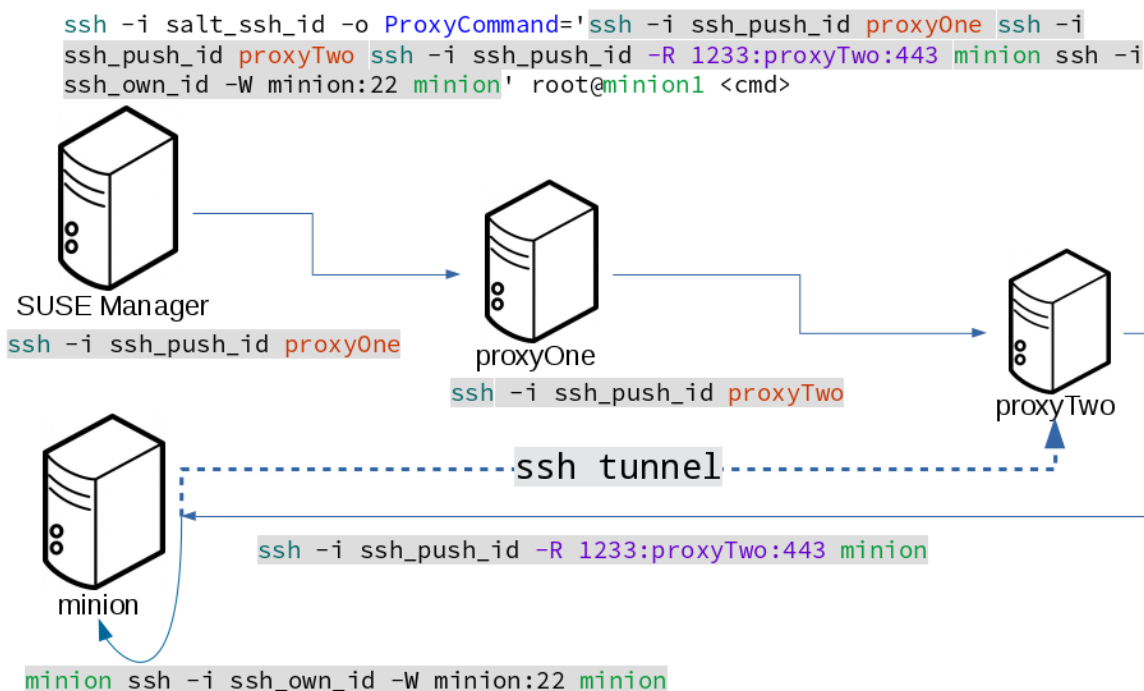 ssh -i salt_ssh_id -o ProxyCommand='ssh -i ssh_push_id proxyOne ssh -i
ssh_push_id proxyTwo ssh -i ssh_push_id -R 1233:proxyTwo:443 minion ssh -i
ssh_own_id -W minion:22 minion' root@minion1 <cmd>
SUSE Manager
ssh -i ssh_push_id proxyOne
proxyOne
ssh -i ssh_push_id proxyTwo
proxyTwo
ssh tunnel
ssh -i ssh_push_id -R 1233:proxyTwo:443 minion
minion
minion ssh -i ssh_own_id -W minion:22 minion